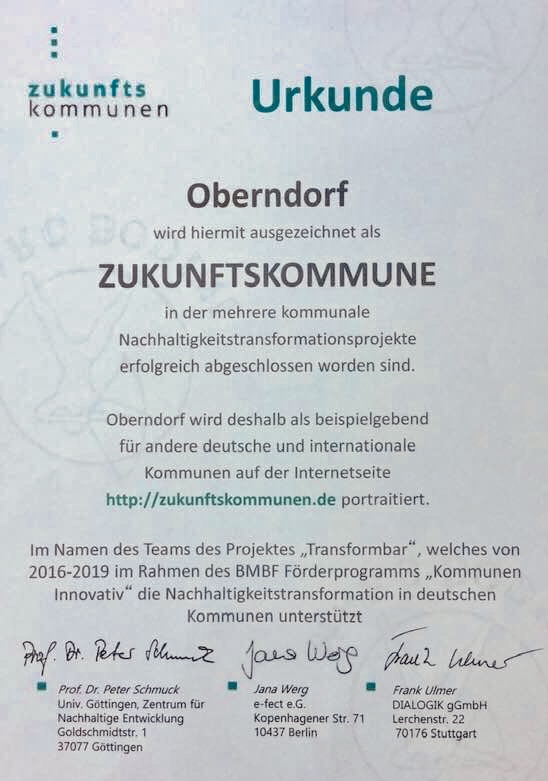 zukunfts
kommunen
Urkunde
Oberndorf
wird hiermit ausgezeichnet als
ZUKUNFTSKOMMUNE
in der mehrere kommunale
Nachhaltigkeitstransformationsprojekte
erfolgreich abgeschlossen worden sind.
Oberndorf wird deshalb als beispielgebend
für andere deutsche und internationale
Kommunen auf der Internetseite
http://zukunftskommunen.de portraitiert.
Im Namen des Teams des Projektes „Transformbar“, welches von
2016-2019 im Rahmen des BMBF Förderprogramms „Kommunen
Innovativ“ die Nachhaltigkeitstransformation in deutschen
Kommunen unterstützt
Prof. Dr. Peter Schmuck
Jana Werg
Frank Ulmer
Prof. Dr. Peter Schmuck
Univ. Göttingen, Zentrum für
Nachhaltige Entwicklung
Goldschmidtstr. 1
37077 Göttingen
Jana Werg
e-fect e.G.
Kopenhagener Str. 71
10437 Berlin
Frank Ulmer
DIALOGIK gGmbH
Lerchenstr. 22
70176 Stuttgart